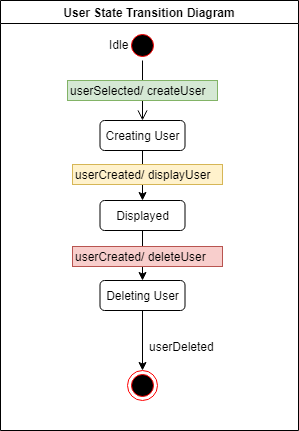 User State Transition Diagram
Idle
userSelected/ createUser
Creating User
userCreated/ displayUser
Displayed
userCreated/ deleteUser
Deleting User
userDeleted